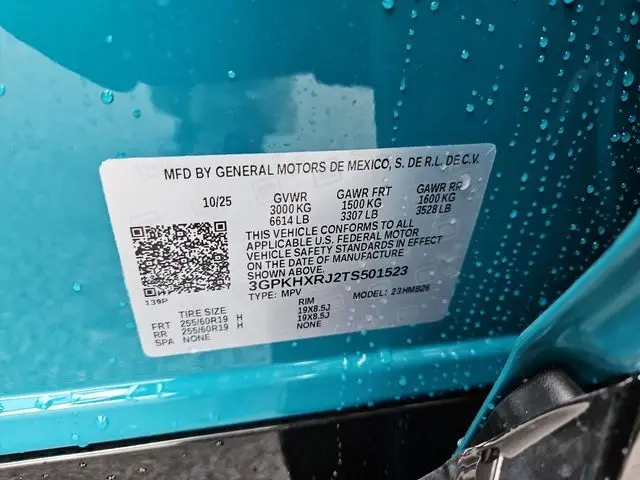 MFD BY GENERAL MOTORS DE MEXICO, S. DE R.L. DE C.V.
10/25 GVWR GAWR FRT GAWR RR
3000 KG 1500 KG 1600 KG
6614 LB 3307 LB 3528 LB
THIS VEHICLE CONFORMS TO ALL
APPLICABLE U.S. FEDERAL MOTOR
VEHICLE SAFETY STANDARDS IN EFFECT
ON THE DATE OF MANUFACTURE
SHOWN ABOVE.
3GPKHXRJ2TS501523
139P TYPE: MPV MODEL: 23HMB26
TIRE SIZE RIM
FRT 255/60R19 H 19X8.5J
RR 255/60R19 H 19X8.5J
SPA NONE NONE